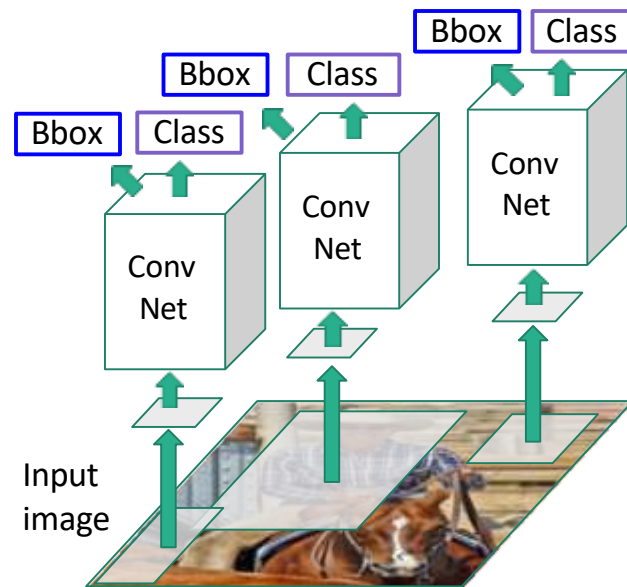 Bbox
Class
Bbox
Class
Bbox
Class
Conv
Net
Conv
Net
Conv
Net
Input
image